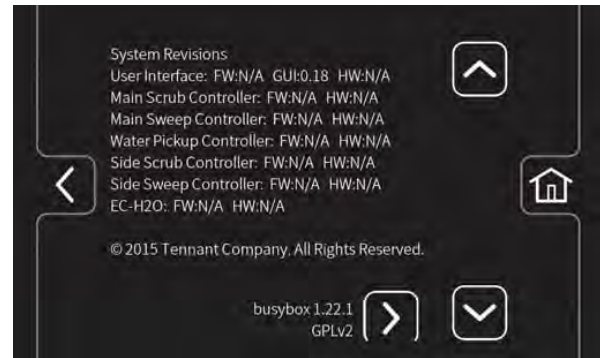 System Revisions
User Interface: FW:N/A GUI:0.18 HW:N/A
Main Scrub Controller: FW:N/A HW:N/A
Main Sweep Controller: FW:N/A HW:N/A
Water Pickup Controller: FW:N/A HW:N/A
Side Scrub Controller: FW:N/A HW:N/A
Side Sweep Controller: FW:N/A HW:N/A
EC-H2O: FW:N/A HW:N/A
© 2015 Tennant Company. All Rights Reserved.
busybox 1.22.1
GPLv2